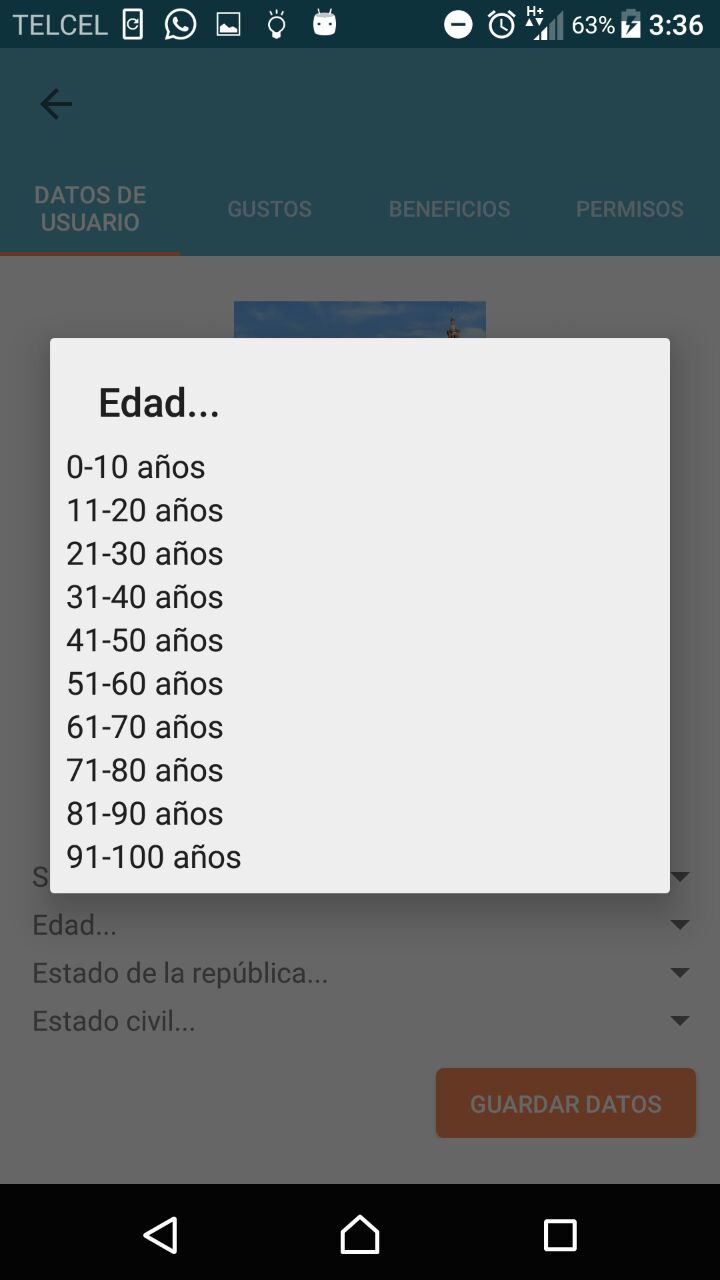 TELCEL H+ 63% 3:36
DATOS DE
USUARIO
GUSTOS
BENEFICIOS
PERMISOS
Edad...
0-10 años
11-20 años
21-30 años
31-40 años
41-50 años
51-60 años
61-70 años
71-80 años
81-90 años
91-100 años
Edad...
Estado de la república...
Estado civil...
GUARDAR DATOS